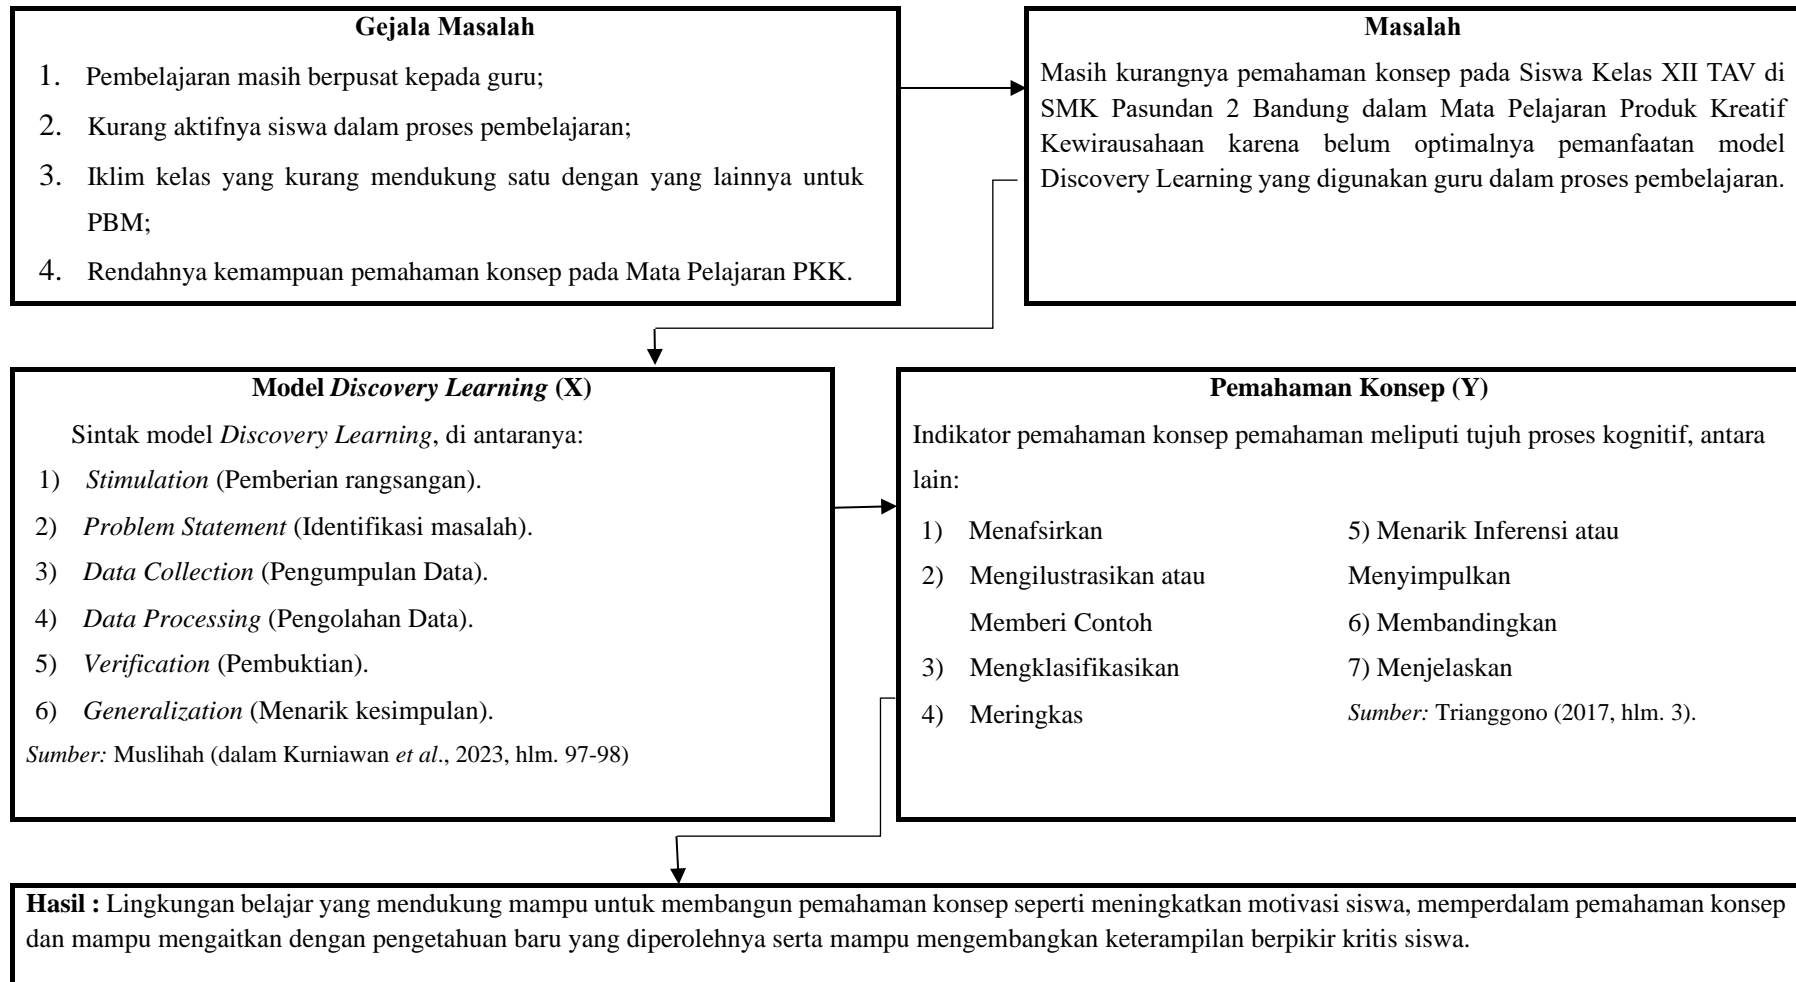 Gejala Masalah
1. Pembelajaran masih berpusat kepada guru;
2. Kurang aktifnya siswa dalam proses pembelajaran;
3. Iklim kelas yang kurang mendukung satu dengan yang lainnya untuk
PBM;
4. Rendahnya kemampuan pemahaman konsep pada Mata Pelajaran PKK.
Masalah
Masih kurangnya pemahaman konsep pada Siswa Kelas XII TAV di
SMK Pasundan 2 Bandung dalam Mata Pelajaran Produk Kreatif
Kewirausahaan karena belum optimalnya pemanfaatan model
Discovery Learning yang digunakan guru dalam proses pembelajaran.
Model Discovery Learning (X)
Sintak model Discovery Learning, di antaranya:
1) Stimulation (Pemberian rangsangan).
2) Problem Statement (Identifikasi masalah).
3) Data Collection (Pengumpulan Data).
4) Data Processing (Pengolahan Data).
5) Verification (Pembuktian).
6) Generalization (Menarik kesimpulan).
Sumber: Muslihah (dalam Kurniawan et al., 2023, hlm. 97-98)
Pemahaman Konsep (Y)
Indikator pemahaman konsep pemahaman meliputi tujuh proses kognitif, antara
lain:
1) Menafsirkan
2) Mengilustrasikan atau
Memberi Contoh
3) Mengklasifikasikan
4) Meringkas
5) Menarik Inferensi atau
Menyimpulkan
6) Membandingkan
7) Menjelaskan
Sumber: Trianggono (2017, hlm. 3).
Hasil : Lingkungan belajar yang mendukung mampu untuk membangun pemahaman konsep seperti meningkatkan motivasi siswa, memperdalam pemahaman konsep
dan mampu mengaitkan dengan pengetahuan baru yang diperolehnya serta mampu mengembangkan keterampilan berpikir kritis siswa.